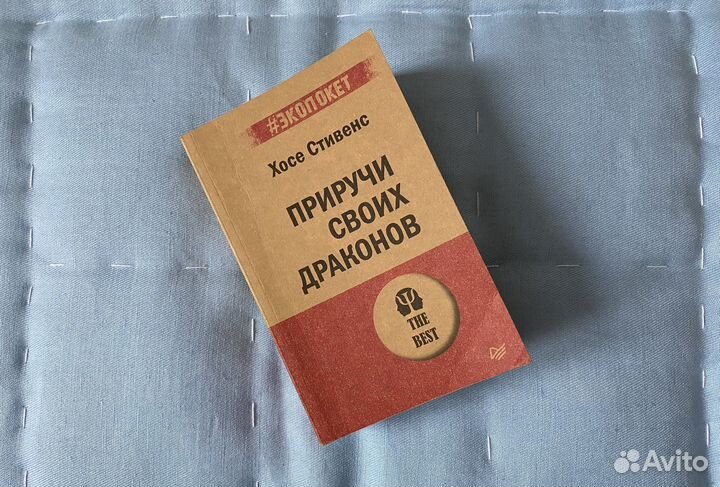 #ЭКОПОКЕТ
Хосе Стивенс
ПРИРУЧИ
СВОИХ
ДРАКОНОВ
Ψ
THE
BEST
Avito